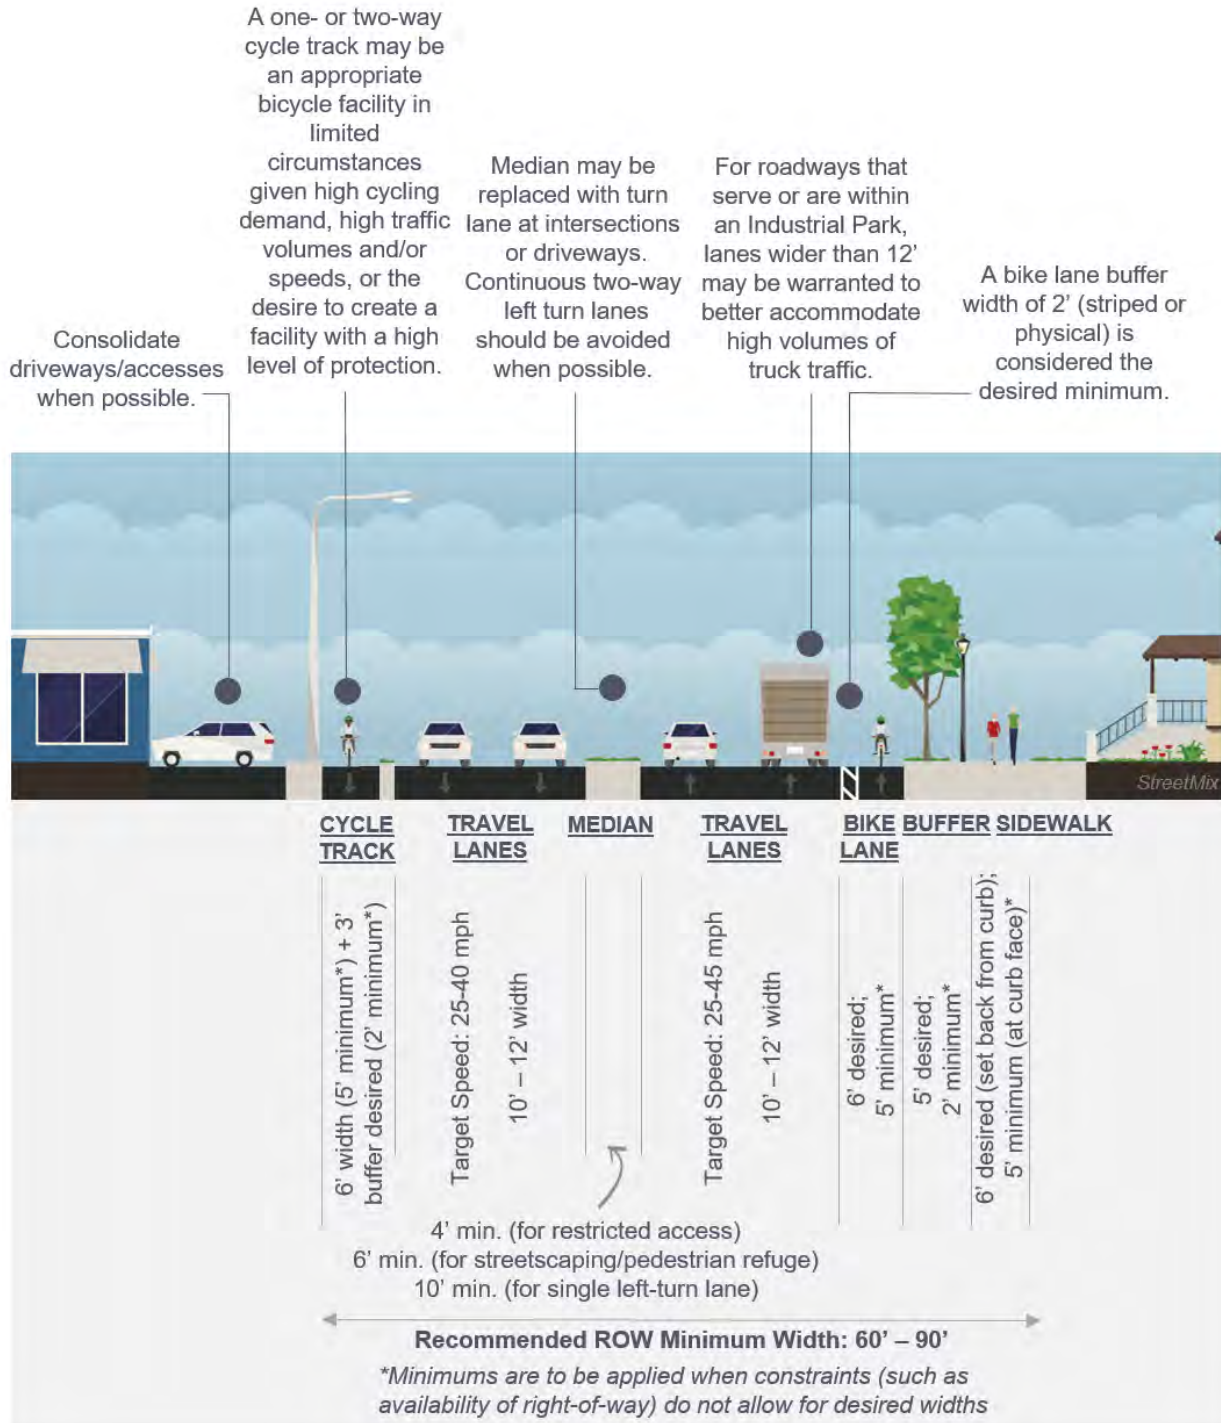 A one- or two-way
cycle track may be
an appropriate
bicycle facility in
limited
circumstances
given high cycling
demand, high traffic
volumes and/or
speeds, or the
desire to create a
facility with a high
level of protection.
Median may be
replaced with turn
lane at intersections
or driveways.
Continuous two-way
left turn lanes
should be avoided
when possible.
For roadways that
serve or are within
an Industrial Park,
lanes wider than 12’
may be warranted to
better accommodate
high volumes of
truck traffic.
A bike lane buffer
width of 2’ (striped or
physical) is
considered the
desired minimum.
Consolidate
driveways/accesses
when possible.
StreetMix
CYCLE
TRACK
TRAVEL
LANES
MEDIAN
TRAVEL
LANES
BIKE
LANE
BUFFER
SIDEWALK
6’ width (5’ minimum*) + 3’
buffer desired (2’ minimum*)
Target Speed: 25-40 mph
10’ – 12’ width
Target Speed: 25-45 mph
10’ – 12’ width
6’ desired;
5’ minimum*
5’ desired;
2’ minimum*
6’ desired (set back from curb);
5’ minimum (at curb face)*
4’ min. (for restricted access)
6’ min. (for streetscaping/pedestrian refuge)
10’ min. (for single left-turn lane)
Recommended ROW Minimum Width: 60’ – 90’
*Minimums are to be applied when constraints (such as
availability of right-of-way) do not allow for desired widths